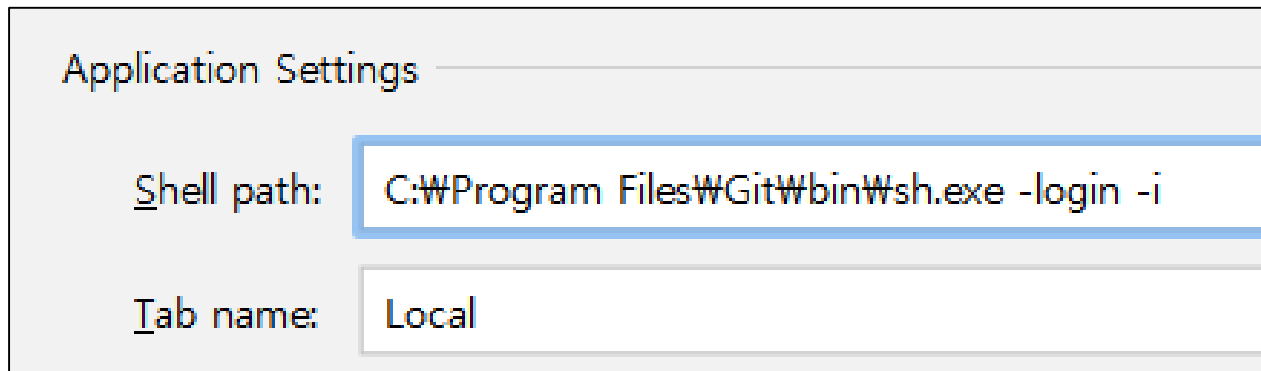 Application Settings
Shell path: C:₩Program Files₩Git₩bin₩sh.exe -login -i
Tab name: Local